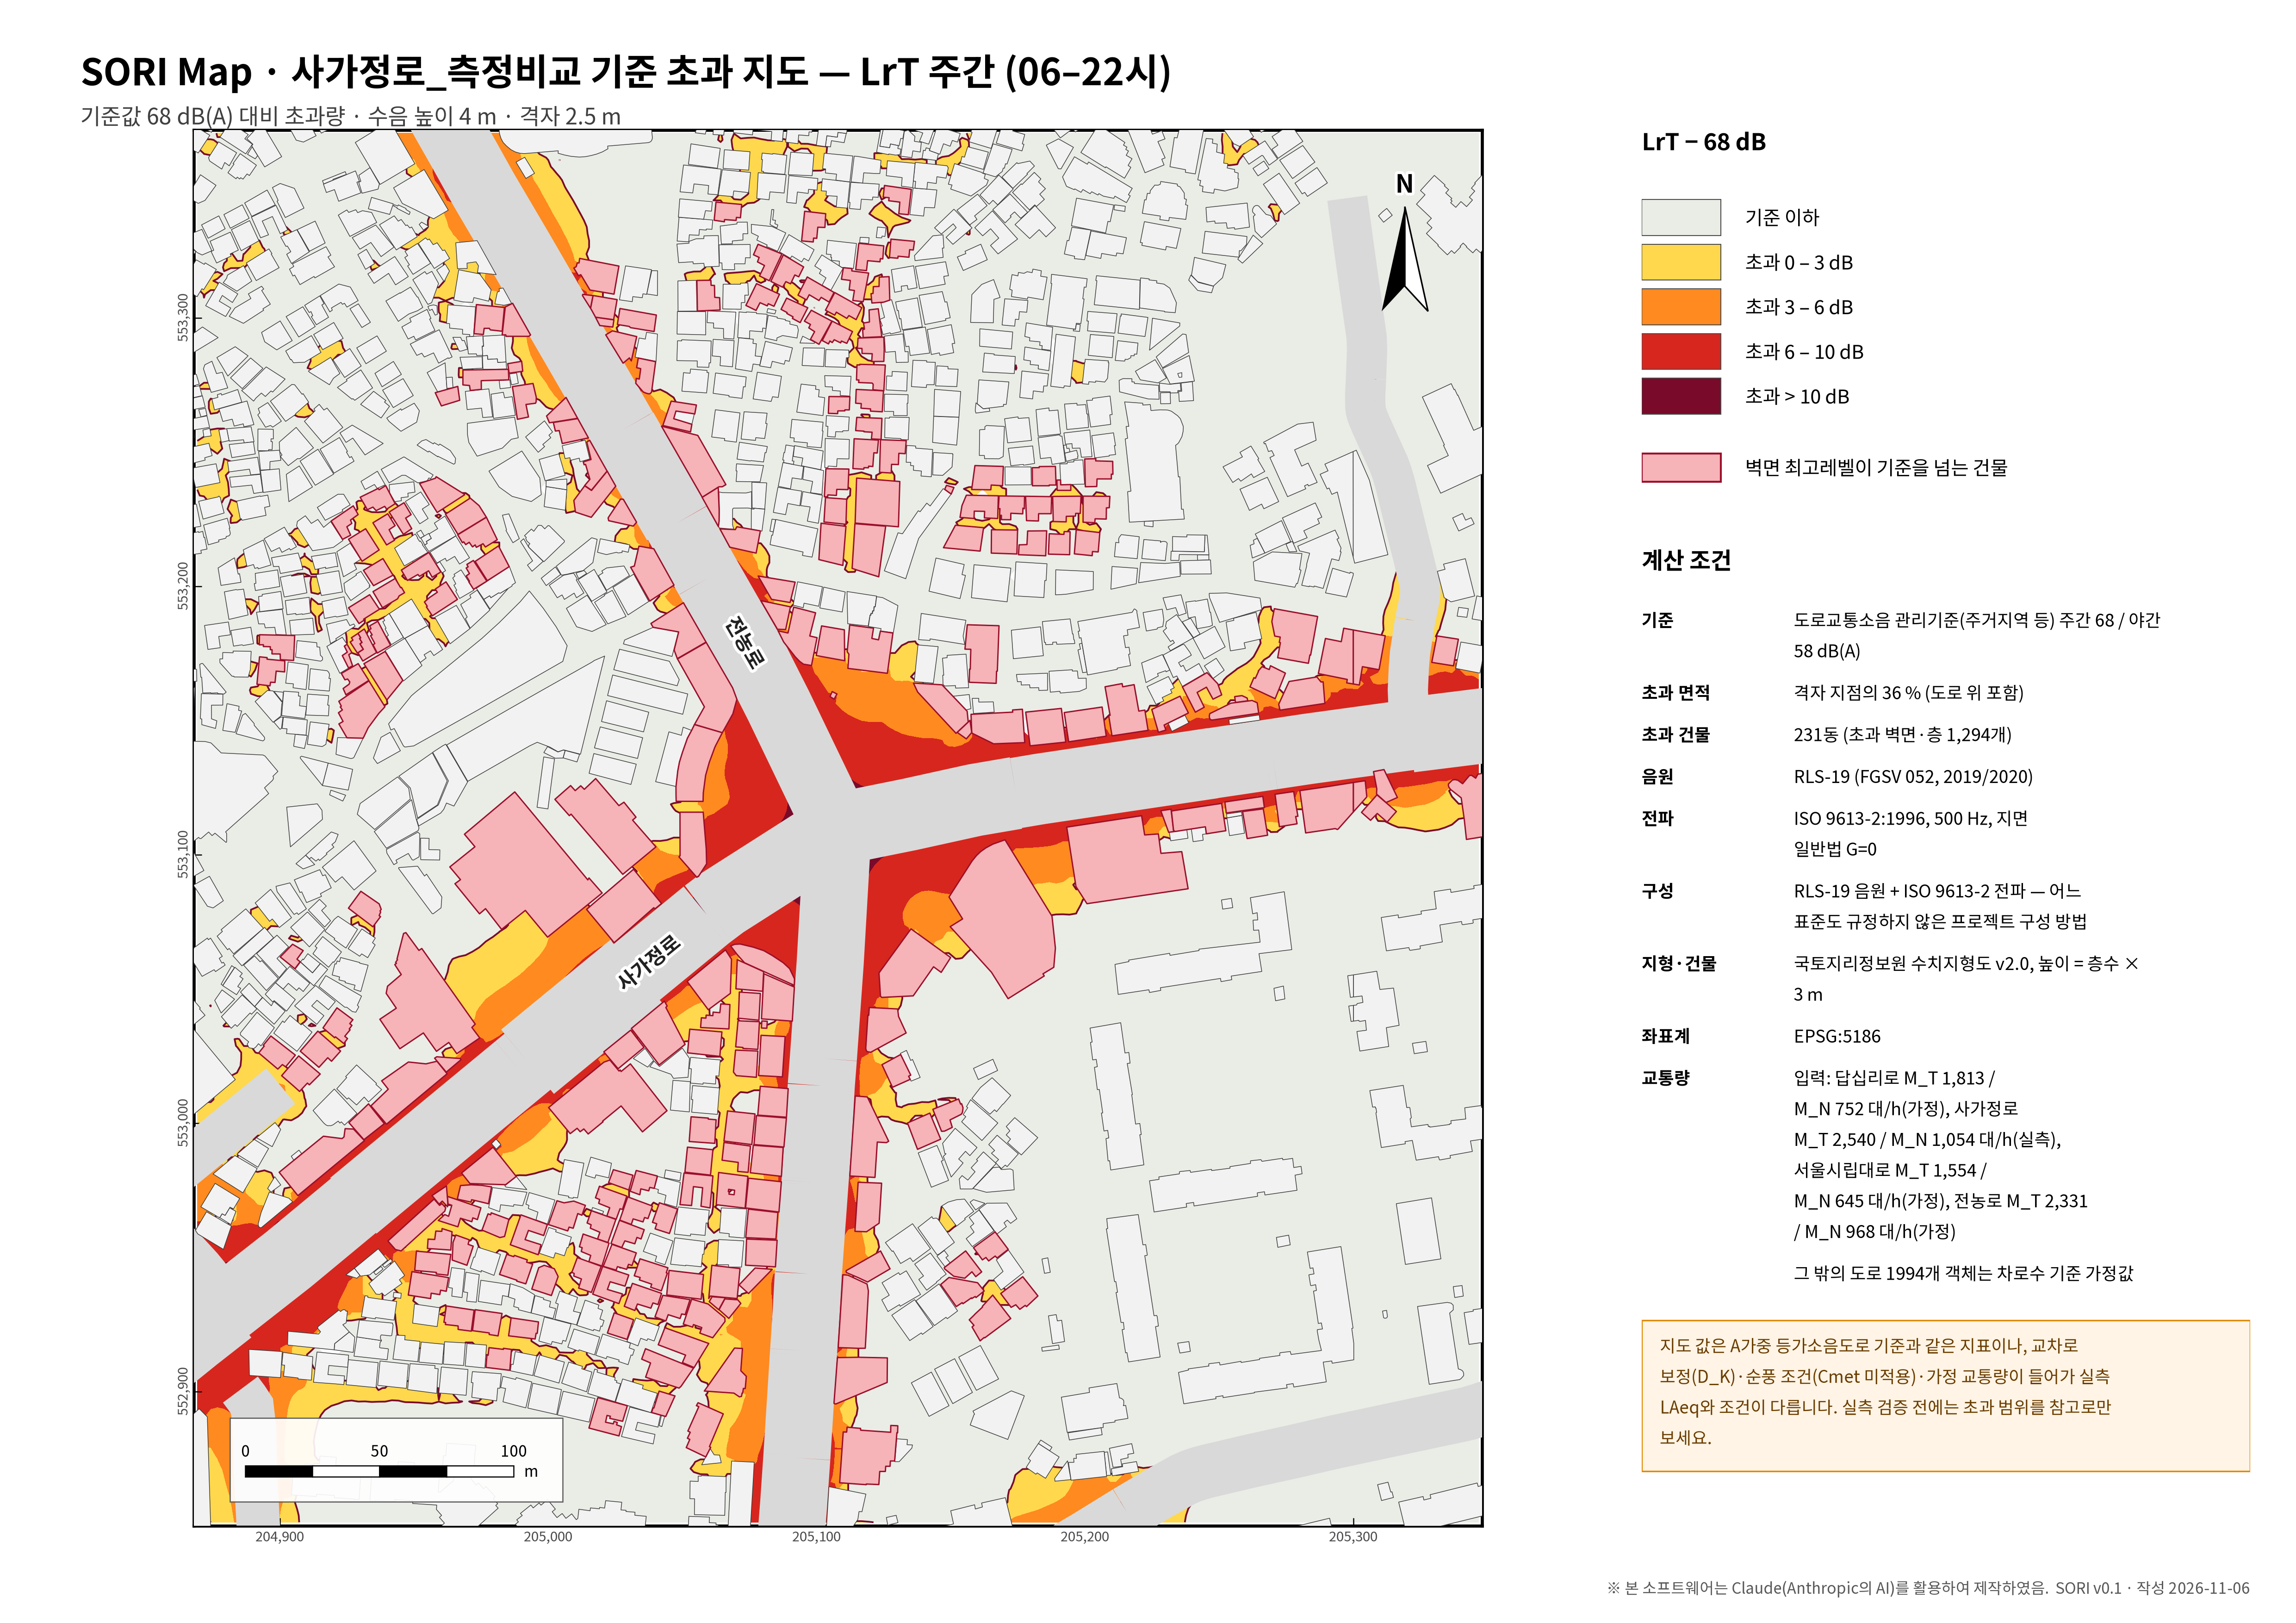 SORI Map · 사가정로_측정비교 기준 초과 지도 — LrT 주간 (06–22시)
기준값 68 dB(A) 대비 초과량 · 수음 높이 4 m · 격자 2.5 m
N
553,300
553,200
553,100
553,000
552,900
전농로
사가정로
0 50 100
m
204,900 205,000 205,100 205,200 205,300
LrT − 68 dB
기준 이하
초과 0 – 3 dB
초과 3 – 6 dB
초과 6 – 10 dB
초과 > 10 dB
벽면 최고레벨이 기준을 넘는 건물
계산 조건
기준 도로교통소음 관리기준(주거지역 등) 주간 68 / 야간
58 dB(A)
초과 면적 격자 지점의 36 % (도로 위 포함)
초과 건물 231동 (초과 벽면·층 1,294개)
음원 RLS-19 (FGSV 052, 2019/2020)
전파 ISO 9613-2:1996, 500 Hz, 지면
일반법 G=0
구성 RLS-19 음원 + ISO 9613-2 전파 — 어느
표준도 규정하지 않은 프로젝트 구성 방법
지형·건물 국토지리정보원 수치지형도 v2.0, 높이 = 층수 ×
3 m
좌표계 EPSG:5186
교통량 입력: 답십리로 M_T 1,813 /
M_N 752 대/h(가정), 사가정로
M_T 2,540 / M_N 1,054 대/h(실측),
서울시립대로 M_T 1,554 /
M_N 645 대/h(가정), 전농로 M_T 2,331
/ M_N 968 대/h(가정)
그 밖의 도로 1994개 객체는 차로수 기준 가정값
지도 값은 A가중 등가소음도로 기준과 같은 지표이나, 교차로
보정(D_K)·순풍 조건(Cmet 미적용)·가정 교통량이 들어가 실측
LAeq와 조건이 다릅니다. 실측 검증 전에는 초과 범위를 참고로만
보세요.
※ 본 소프트웨어는 Claude(Anthropic의 AI)를 활용하여 제작하였음. SORI v0.1 · 작성 2026-11-06